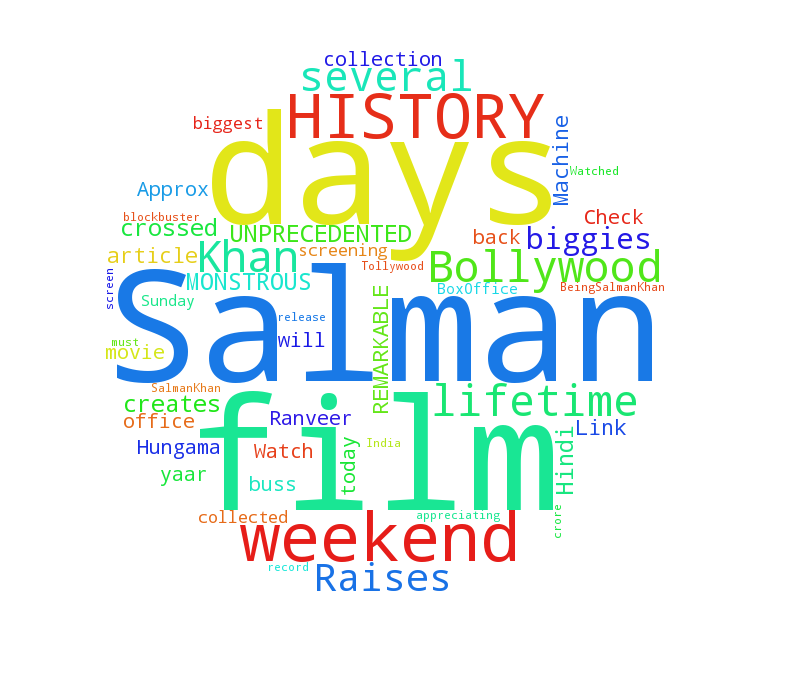 collection
several
HISTORY
biggest
days
Machine
Watched
Approx
blockbuster
Check
crossed
UNPRECEDENTED
back
biggies
article
Khan
screening
Bollywood
Tollywood
MONSTROUS
BoxOffice
BeingSalmanKhan
screen
Sunday
Salman
release
REMARKABLE
must
will
movie
SalmanKhan
film
lifetime
creates
office
Ranveer
Link
Hungama
Watch
today
India
Hindi
yaar
buss
collected
appreciating
crore
weekend
record
Raises